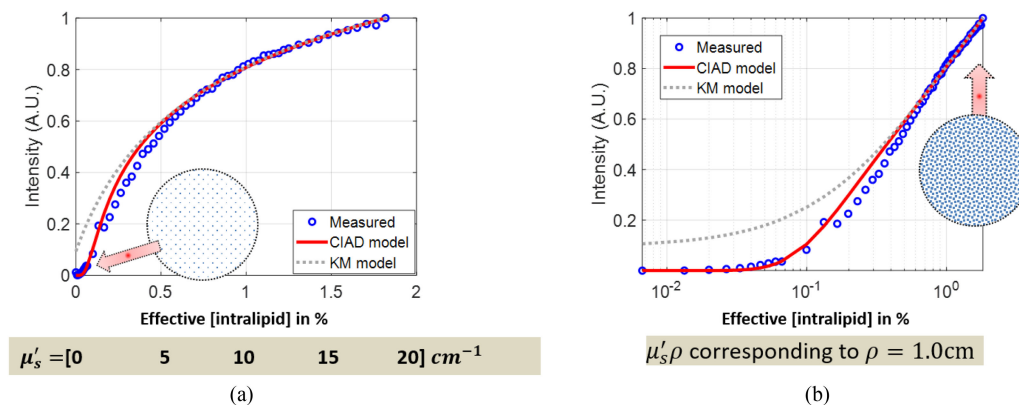 Intensity (A.U.)
1
0.8
0.6
0.4
0.2
0
0 0.5 1 1.5 2
Measured
CIAD model
KM model
Effective [intralipid] in %
μ′ₛ =[0 5 10 15 20] cm⁻¹
(a)
Intensity (A.U.)
1
0.8
0.6
0.4
0.2
Measured
CIAD model
KM model
10⁻² 10⁻¹ 10⁰
Effective [intralipid] in %
μ′ₛρ corresponding to ρ = 1.0cm
(b)